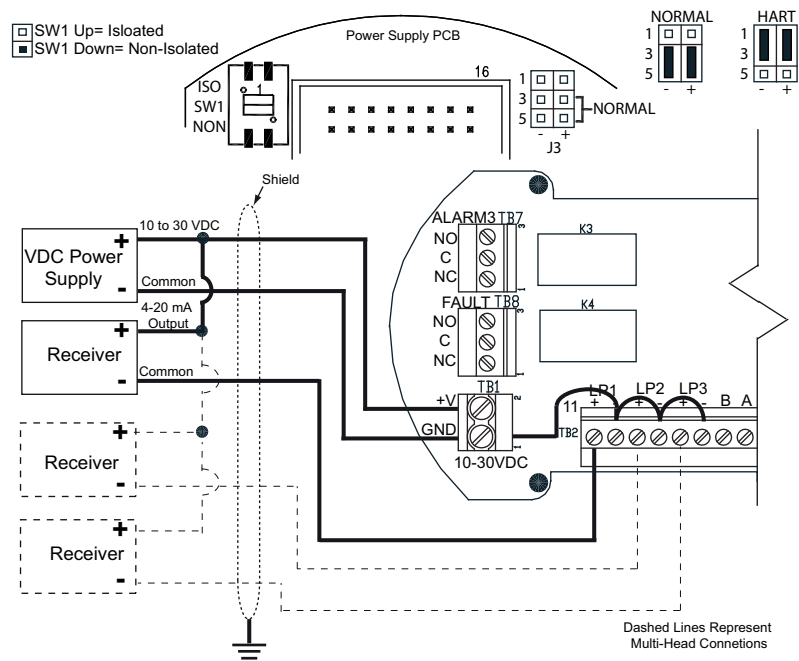 SW1 Up= Isloated
SW1 Down= Non-Isolated
Power Supply PCB
ISO
SW1
NON
1
16
1
3
5
- +
J3
NORMAL
NORMAL
1
3
5
- +
HART
1
3
5
- +
Shield
10 to 30 VDC
VDC Power
Supply
+
-
Common
4-20 mA
Output
Receiver
+
-
Common
Receiver
+
-
Receiver
+
-
ALARM3 TB7
NO
C
NC
3
1
K3
FAULT TB8
NO
C
NC
3
1
K4
TB1
+V
GND
2
1
10-30VDC
11
TB2
LP1 LP2 LP3 B A
+ + - + -
Dashed Lines Represent
Multi-Head Connetions